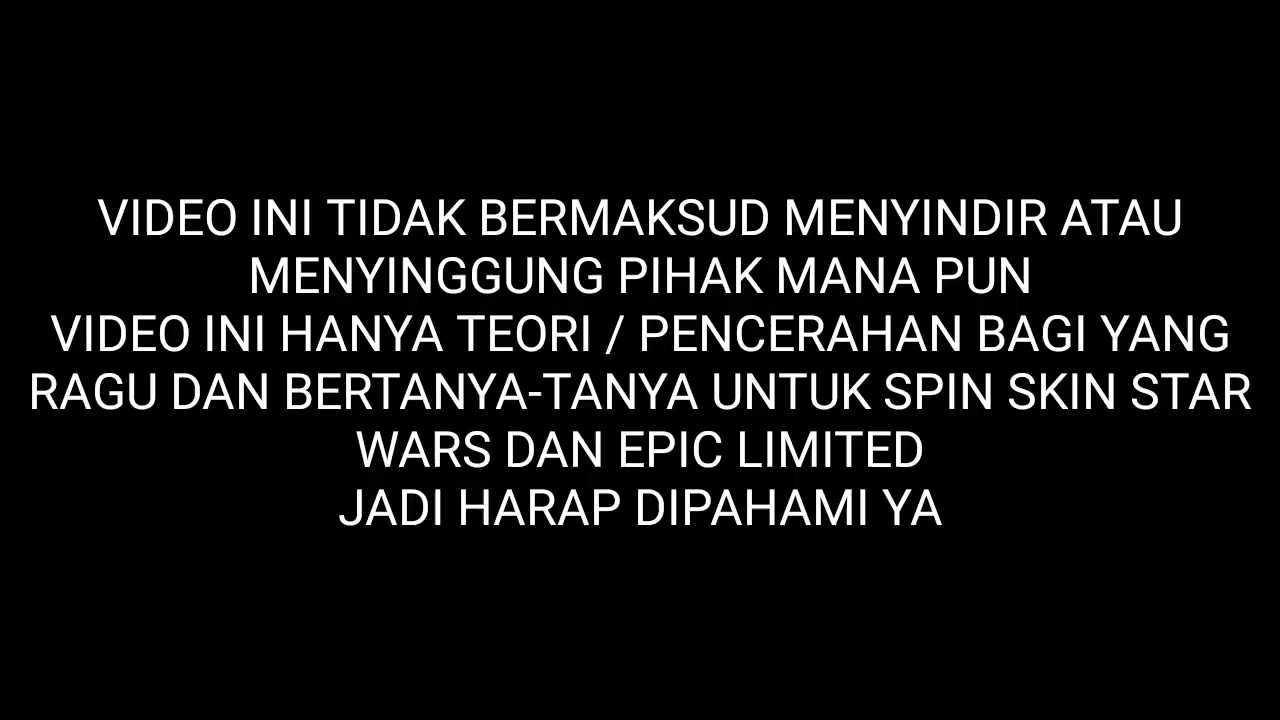 VIDEO INI TIDAK BERMAKSUD MENYINDIR ATAU
MENYINGGUNG PIHAK MANA PUN
VIDEO INI HANYA TEORI / PENCERAHAN BAGI YANG
RAGU DAN BERTANYA-TANYA UNTUK SPIN SKIN STAR
WARS DAN EPIC LIMITED
JADI HARAP DIPAHAMI YA